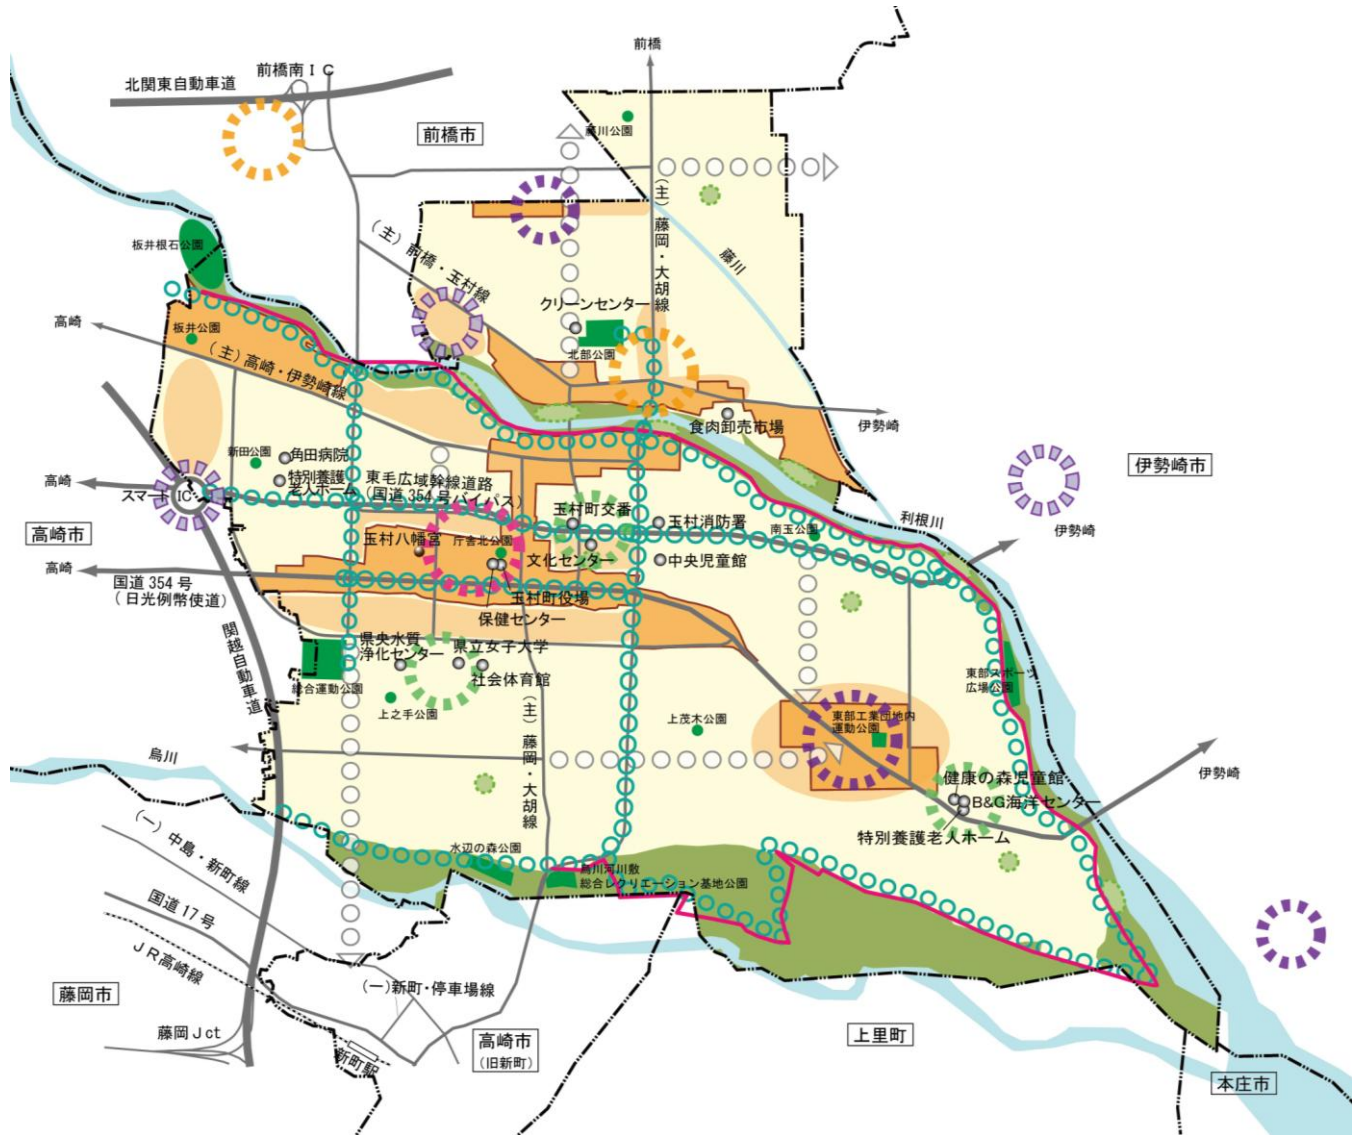 前橋
前橋南ＩＣ
北関東自動車道
前橋市
藤川公園
(主)藤岡・大胡線
板井根石公園
(主)前橋・玉村線
藤川
クリーンセンター
高崎
板井公園
北部公園
(主)高崎・伊勢崎線
食肉卸売市場
伊勢崎
新田公園
角田病院
特別養護
老人ホーム
東毛広域幹線道路
(国道354号バイパス)
伊勢崎市
高崎
スマートIC
利根川
伊勢崎
高崎市
玉村町交番
玉村消防署
南玉公園
玉村八幡宮
庁舎北公園
文化センター
中央児童館
高崎
国道354号
(日光例幣使道)
玉村町役場
保健センター
関越自動車道
県央水質
浄化センター
県立女子大学
社会体育館
総合運動公園
上之手公園
(主)藤岡・大胡線
上茂木公園
東部工業団地内
運動公園
東部スポーツ
広場公園
烏川
伊勢崎
健康の森児童館
B&G海洋センター
特別養護老人ホーム
(一)中島・新町線
水辺の森公園
烏川河川敷
総合レクリエーション基地公園
国道17号
ＪＲ高崎線
(一)新町・停車場線
藤岡市
藤岡Jct
新町駅
高崎市
(旧新町)
上里町
本庄市